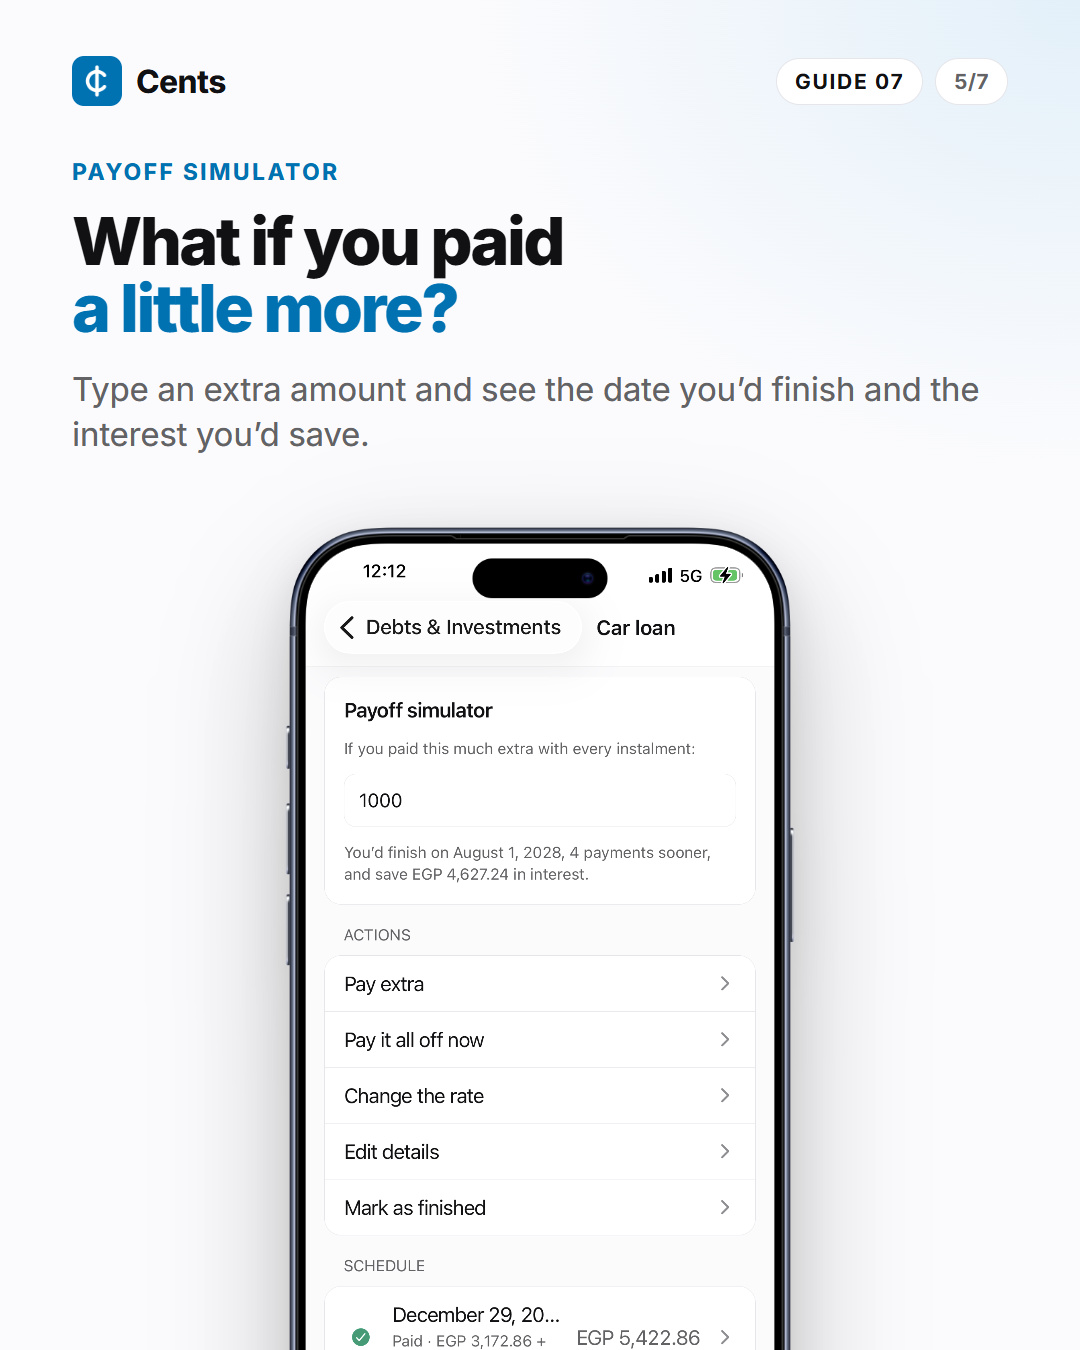 Cents
GUIDE 07
5/7
PAYOFF SIMULATOR
What if you paid
a little more?
Type an extra amount and see the date you’d finish and the
interest you’d save.
12:12
5G
Debts & Investments
Car loan
Payoff simulator
If you paid this much extra with every instalment:
1000
You’d finish on August 1, 2028, 4 payments sooner,
and save EGP 4,627.24 in interest.
ACTIONS
Pay extra
Pay it all off now
Change the rate
Edit details
Mark as finished
SCHEDULE
December 29, 20...
Paid · EGP 3,172.86 +
EGP 5,422.86